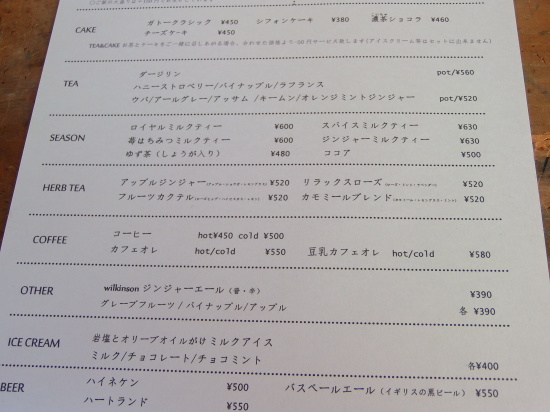 CAKE ガトークラシック ¥450 シフォンケーキ ¥380 濃茶ショコラ ¥460
チーズケーキ ¥450
TEA&CAKE
TEA ダージリン pot/¥560
ハニーストロベリー/パイナップル/ラフランス
ウバ/アールグレー/アッサム/キームン/オレンジミントジンジャー pot/¥520
SEASON ロイヤルミルクティー ¥600 スパイスミルクティー ¥630
苺はちみつミルクティー ¥600 ジンジャーミルクティー ¥630
ゆず茶(しょうが入り) ¥480 ココア ¥500
HERB TEA アップルジンジャー ¥520 リラックスローズ ¥520
フルーツカクテル ¥520 カモミールブレンド ¥520
COFFEE コーヒー hot¥450 cold ¥500
カフェオレ hot/cold ¥550 豆乳カフェオレ hot/cold ¥580
OTHER wilkinson ジンジャーエール(普・辛) ¥390
グレープフルーツ/パイナップル/アップル 各 ¥390
ICE CREAM 岩塩とオリーブオイルがけミルクアイス
ミルク/チョコレート/チョコミント 各¥400
BEER ハイネケン ¥500 バスペールエール(イギリスの黒ビール) ¥550
ハートランド ¥550